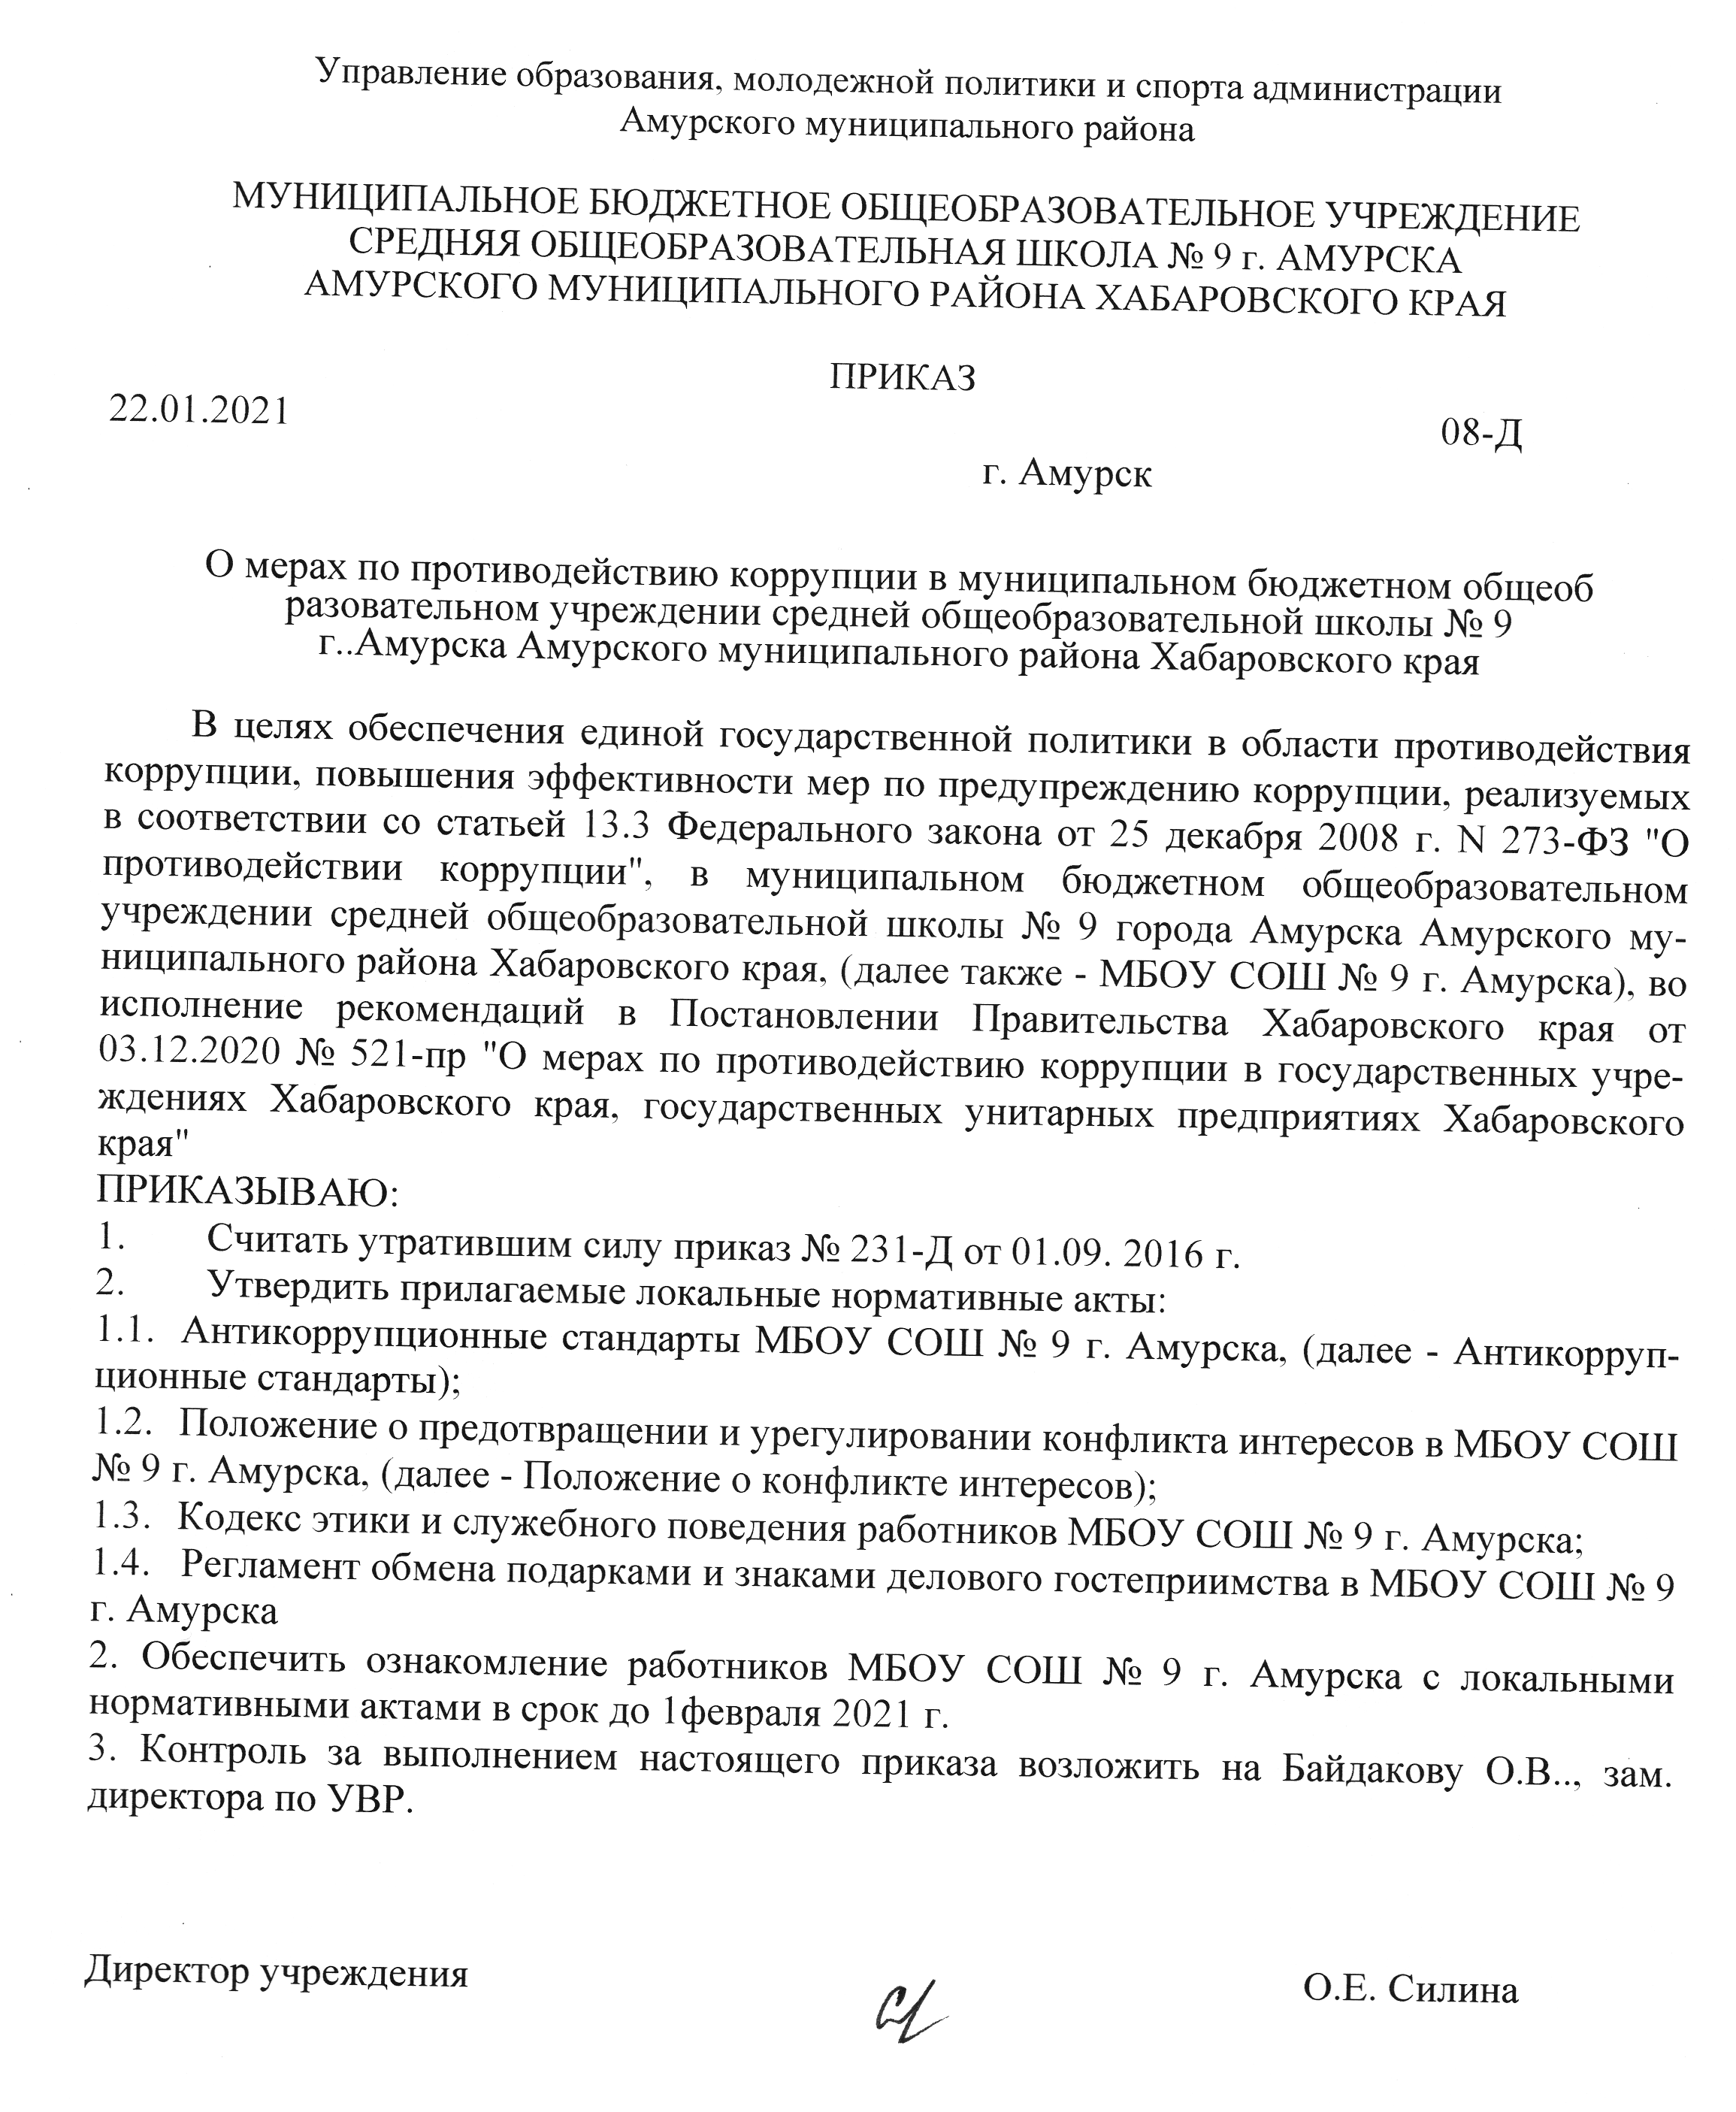 Управление образования, молодежной политики и спорта администрации
Амурского муниципального района
МУНИЦИПАЛЬНОЕ БЮДЖЕТНОЕ ОБЩЕОБРАЗОВАТЕЛЬНОЕ УЧРЕЖДЕНИЕ
СРЕДНЯЯ ОБЩЕОБРАЗОВАТЕЛЬНАЯ ШКОЛА № 9 г. АМУРСКА
АМУРСКОГО МУНИЦИПАЛЬНОГО РАЙОНА ХАБАРОВСКОГО КРАЯ
ПРИКАЗ
22.01.2021 08-Д
г. Амурск
О мерах по противодействию коррупции в муниципальном бюджетном общеоб
разовательном учреждении средней общеобразовательной школы № 9
г..Амурска Амурского муниципального района Хабаровского края
В целях обеспечения единой государственной политики в области противодействия
коррупции, повышения эффективности мер по предупреждению коррупции, реализуемых
в соответствии со статьей 13.3 Федерального закона от 25 декабря 2008 г. N 273-ФЗ "О
противодействии коррупции", в муниципальном бюджетном общеобразовательном
учреждении средней общеобразовательной школы № 9 города Амурска Амурского му-
ниципального района Хабаровского края, (далее также - МБОУ СОШ № 9 г. Амурска), во
исполнение рекомендаций в Постановлении Правительства Хабаровского края от
03.12.2020 № 521-пр "О мерах по противодействию коррупции в государственных учре-
ждениях Хабаровского края, государственных унитарных предприятиях Хабаровского
края"
ПРИКАЗЫВАЮ:
1. Считать утратившим силу приказ № 231-Д от 01.09. 2016 г.
2. Утвердить прилагаемые локальные нормативные акты:
1.1. Антикоррупционные стандарты МБОУ СОШ № 9 г. Амурска, (далее - Антикорруп-
ционные стандарты);
1.2. Положение о предотвращении и урегулировании конфликта интересов в МБОУ СОШ
№ 9 г. Амурска, (далее - Положение о конфликте интересов);
1.3. Кодекс этики и служебного поведения работников МБОУ СОШ № 9 г. Амурска;
1.4. Регламент обмена подарками и знаками делового гостеприимства в МБОУ СОШ № 9
г. Амурска
2. Обеспечить ознакомление работников МБОУ СОШ № 9 г. Амурска с локальными
нормативными актами в срок до 1февраля 2021 г.
3. Контроль за выполнением настоящего приказа возложить на Байдакову О.В.., зам.
директора по УВР.
Директор учреждения О.Е. Силина